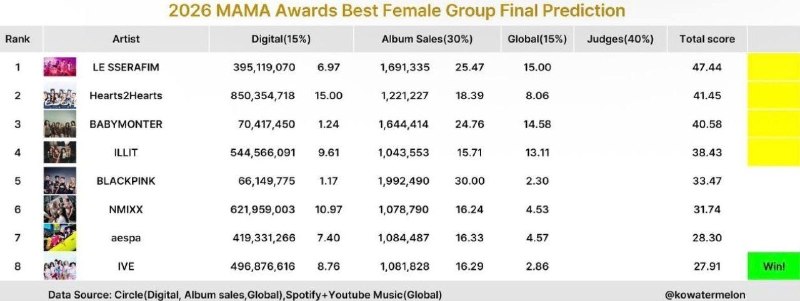 2026 MAMA Awards Best Female Group Final Prediction
Rank Artist Digital(15%) Album Sales(30%) Global(15%) Judges(40%) Total score
1 LE SSERAFIM 395,119,070 6.97 1,691,335 25.47 15.00 47.44
2 Hearts2Hearts 850,354,718 15.00 1,221,227 18.39 8.06 41.45
3 BABYMONTER 70,417,450 1.24 1,644,414 24.76 14.58 40.58
4 ILLIT 544,566,091 9.61 1,043,553 15.71 13.11 38.43
5 BLACKPINK 66,149,775 1.17 1,992,490 30.00 2.30 33.47
6 NMIXX 621,959,003 10.97 1,078,790 16.24 4.53 31.74
7 aespa 419,331,266 7.40 1,084,487 16.33 4.57 28.30
8 IVE 496,876,616 8.76 1,081,828 16.29 2.86 27.91 Win!
Data Source: Circle(Digital, Album sales,Global),Spotify+Youtube Music(Global) @kowatermelon